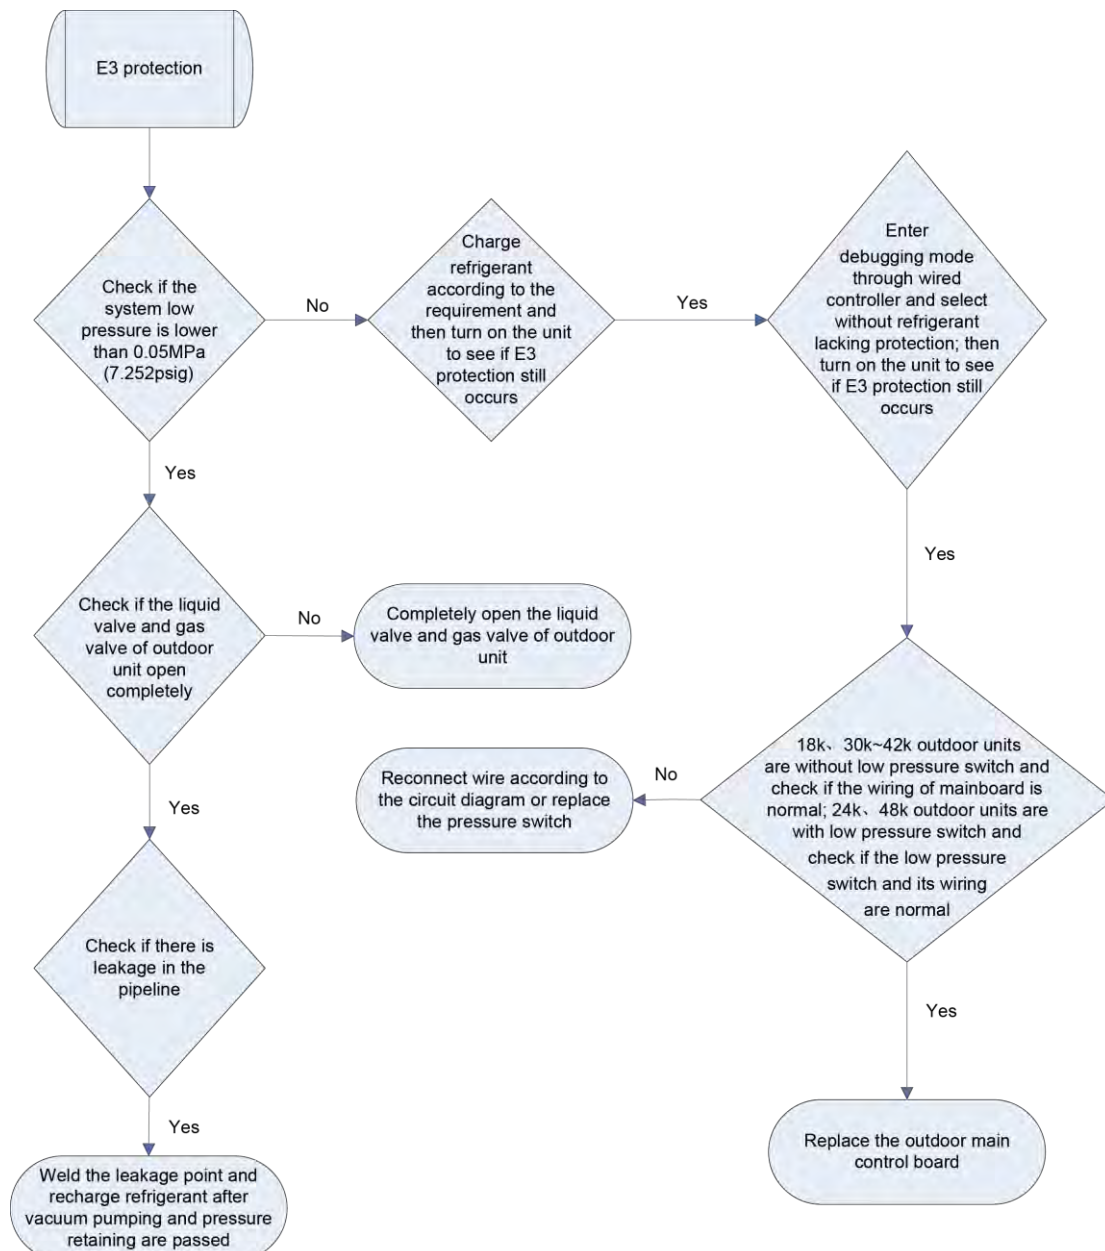 E3 protection
Check if the
system low
pressure is lower
than 0.05MPa
(7.252psig)
No
Charge
refrigerant
according to the
requirement and
then turn on the unit
to see if E3
protection still
occurs
Yes
Enter
debugging mode
through wired
controller and select
without refrigerant
lacking protection; then
turn on the unit to see
if E3 protection still
occurs
Yes
Yes
Check if the liquid
valve and gas
valve of outdoor
unit open
completely
No
Completely open the liquid
valve and gas valve of outdoor
unit
18k、30k~42k outdoor units
are without low pressure switch and
check if the wiring of mainboard is
normal; 24k、48k outdoor units are
with low pressure switch and
check if the low pressure
switch and its wiring
are normal
No
Reconnect wire according to
the circuit diagram or replace
the pressure switch
Yes
Check if there is
leakage in the
pipeline
Yes
Yes
Weld the leakage point and
recharge refrigerant after
vacuum pumping and pressure
retaining are passed
Replace the outdoor main
control board